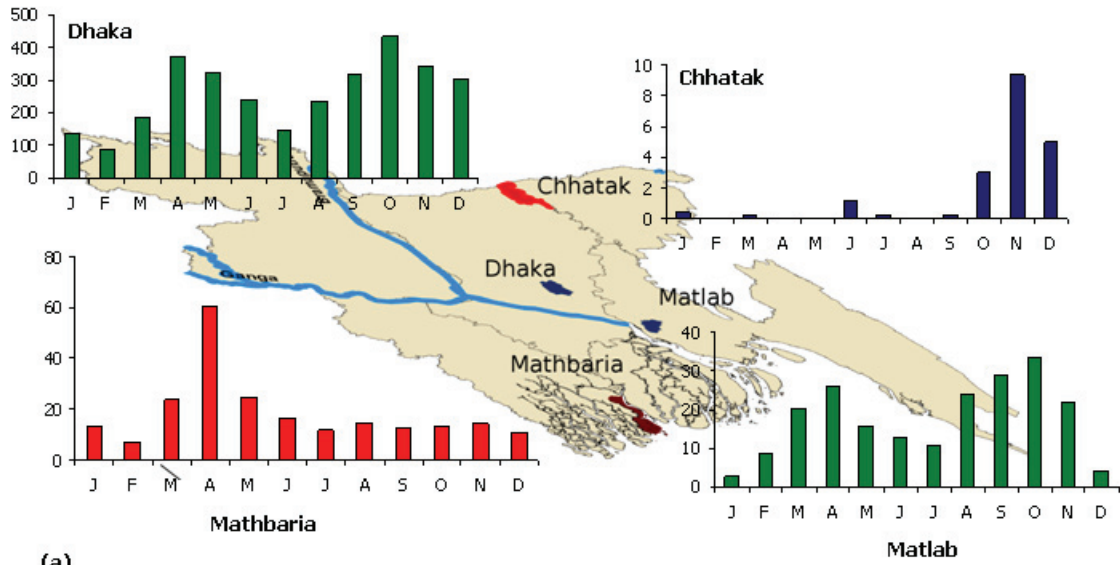 Dhaka
500
400
300
200
100
0
J F M A M J J A S O N D
Chhatak
10
8
6
4
2
0
J F M A M J J A S O N D
Chhatak
Dhaka
Matlab
Mathbaria
Ganga
80
60
40
20
0
J F M A M J J A S O N D
Mathbaria
40
30
20
10
0
J F M A M J J A S O N D
Matlab
(a)